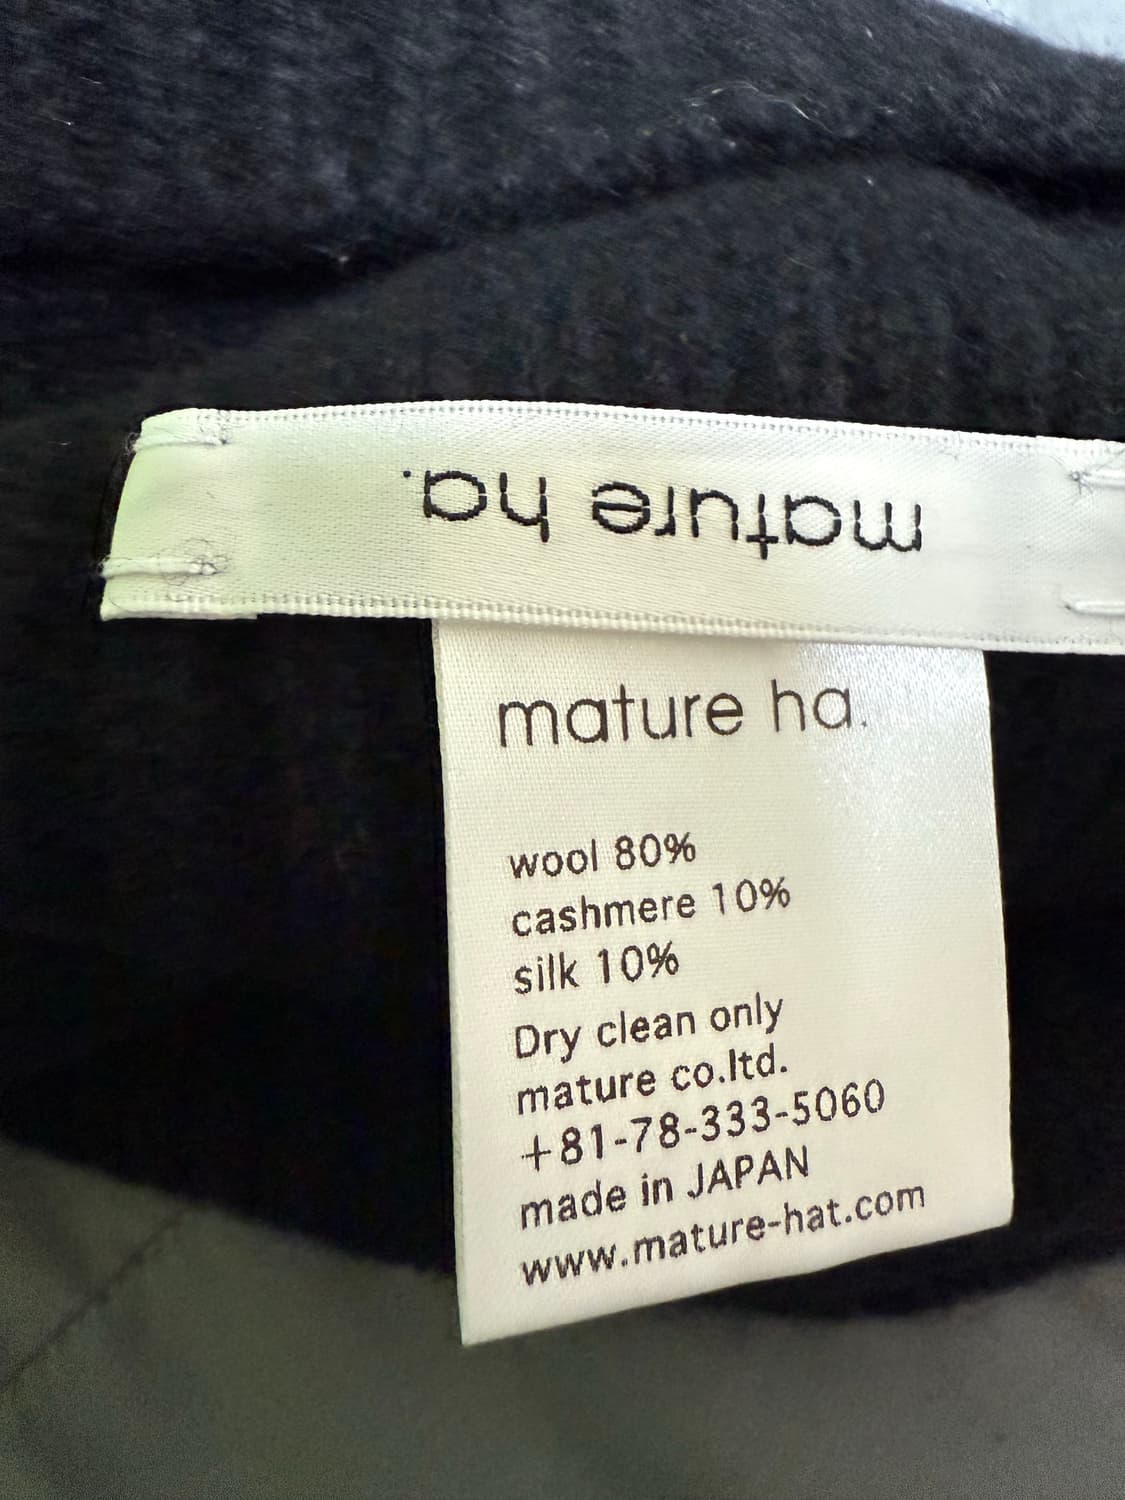 mature ha.
mature ha.
wool 80%
cashmere 10%
silk 10%
Dry clean only
mature co.ltd.
+81-78-333-5060
made in JAPAN
www.mature-hat.com